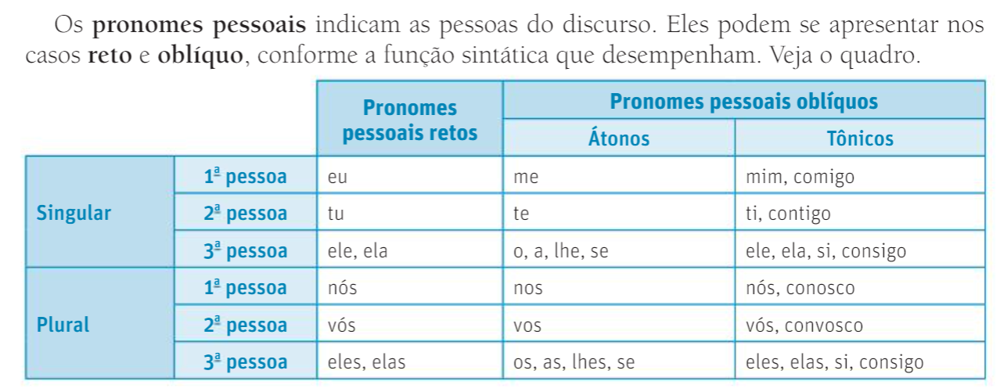 Os pronomes pessoais indicam as pessoas do discurso. Eles podem se apresentar nos
casos reto e oblíquo, conforme a função sintática que desempenham. Veja o quadro.
Pronomes pessoais retos Pronomes pessoais oblíquos
Átonos Tônicos
Singular 1ª pessoa eu me mim, comigo
2ª pessoa tu te ti, contigo
3ª pessoa ele, ela o, a, lhe, se ele, ela, si, consigo
Plural 1ª pessoa nós nos nós, conosco
2ª pessoa vós vos vós, convosco
3ª pessoa eles, elas os, as, lhes, se eles, elas, si, consigo